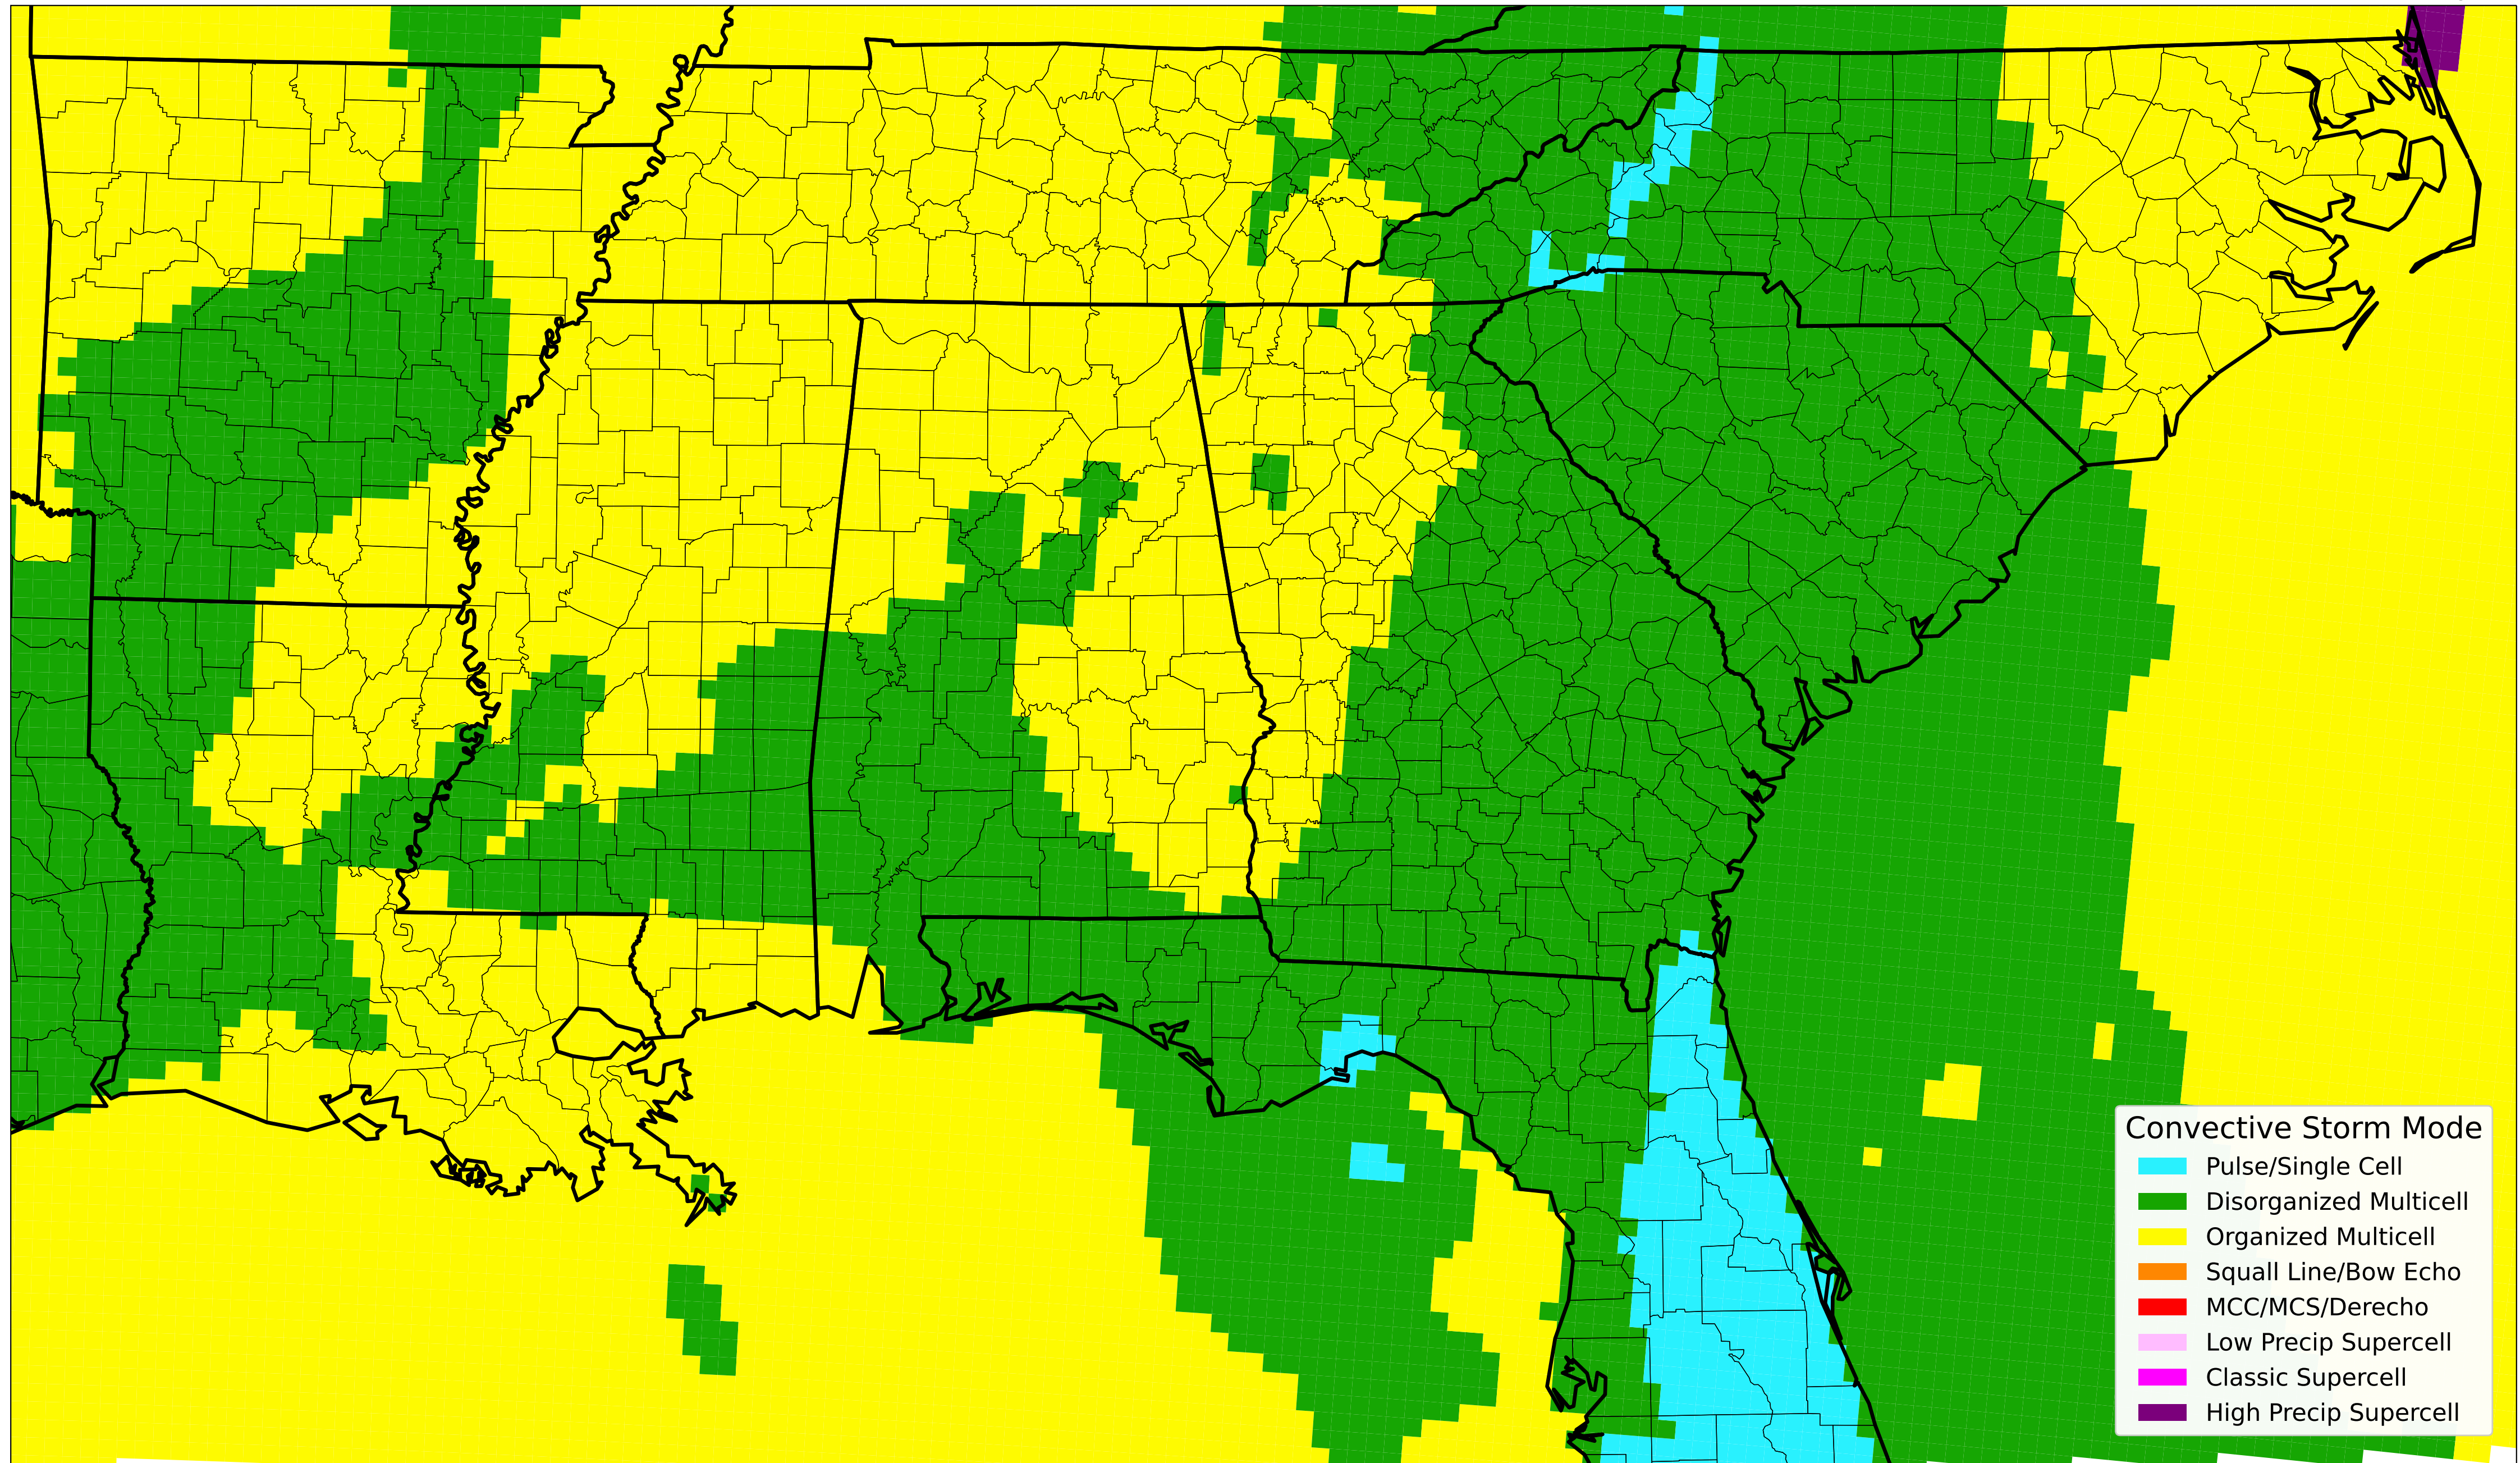 Convective Storm Mode
Pulse/Single Cell
Disorganized Multicell
Organized Multicell
Squall Line/Bow Echo
MCC/MCS/Derecho
Low Precip Supercell
Classic Supercell
High Precip Supercell